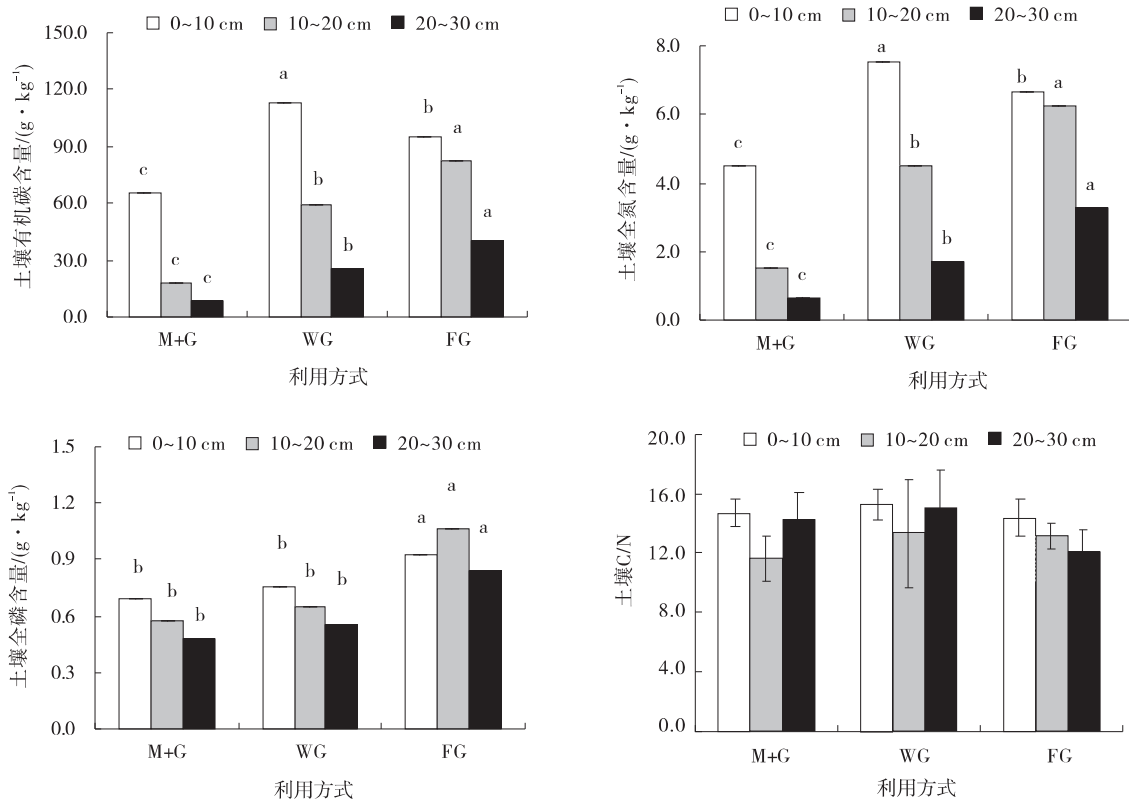 0~10 cm 10~20 cm 20~30 cm
土壤有机碳含量/(g·kg⁻¹)
150.0
120.0
90.0
60.0
30.0
0.0
c c c
a b b
b a a
M+G WG FG
利用方式
0~10 cm 10~20 cm 20~30 cm
土壤全氮含量/(g·kg⁻¹)
8.0
6.0
4.0
2.0
0.0
c c c
a b b
b a a
M+G WG FG
利用方式
0~10 cm 10~20 cm 20~30 cm
土壤全磷含量/(g·kg⁻¹)
1.5
1.2
0.9
0.6
0.3
0.0
b b b
b b b
a a a
M+G WG FG
利用方式
0~10 cm 10~20 cm 20~30 cm
土壤C/N
20.0
16.0
12.0
8.0
4.0
0.0
M+G WG FG
利用方式